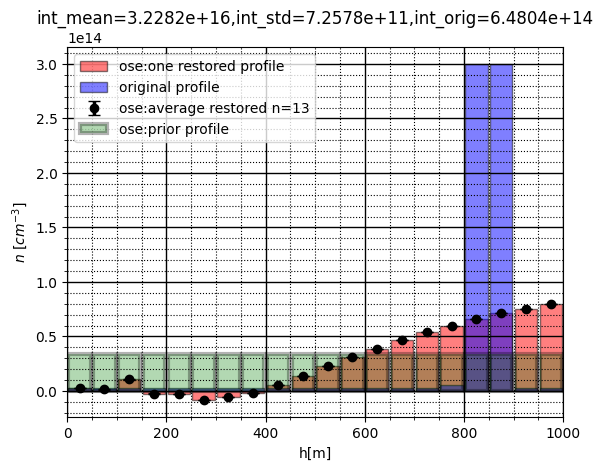 int_mean=3.2282e+16,int_std=7.2578e+11,int_orig=6.4804e+14
1e14
ose:one restored profile
original profile
ose:average restored n=13
ose:prior profile
3.0
2.5
2.0
1.5
1.0
0.5
0.0
n [cm⁻³]
0 200 400 600 800 1000
h[m]